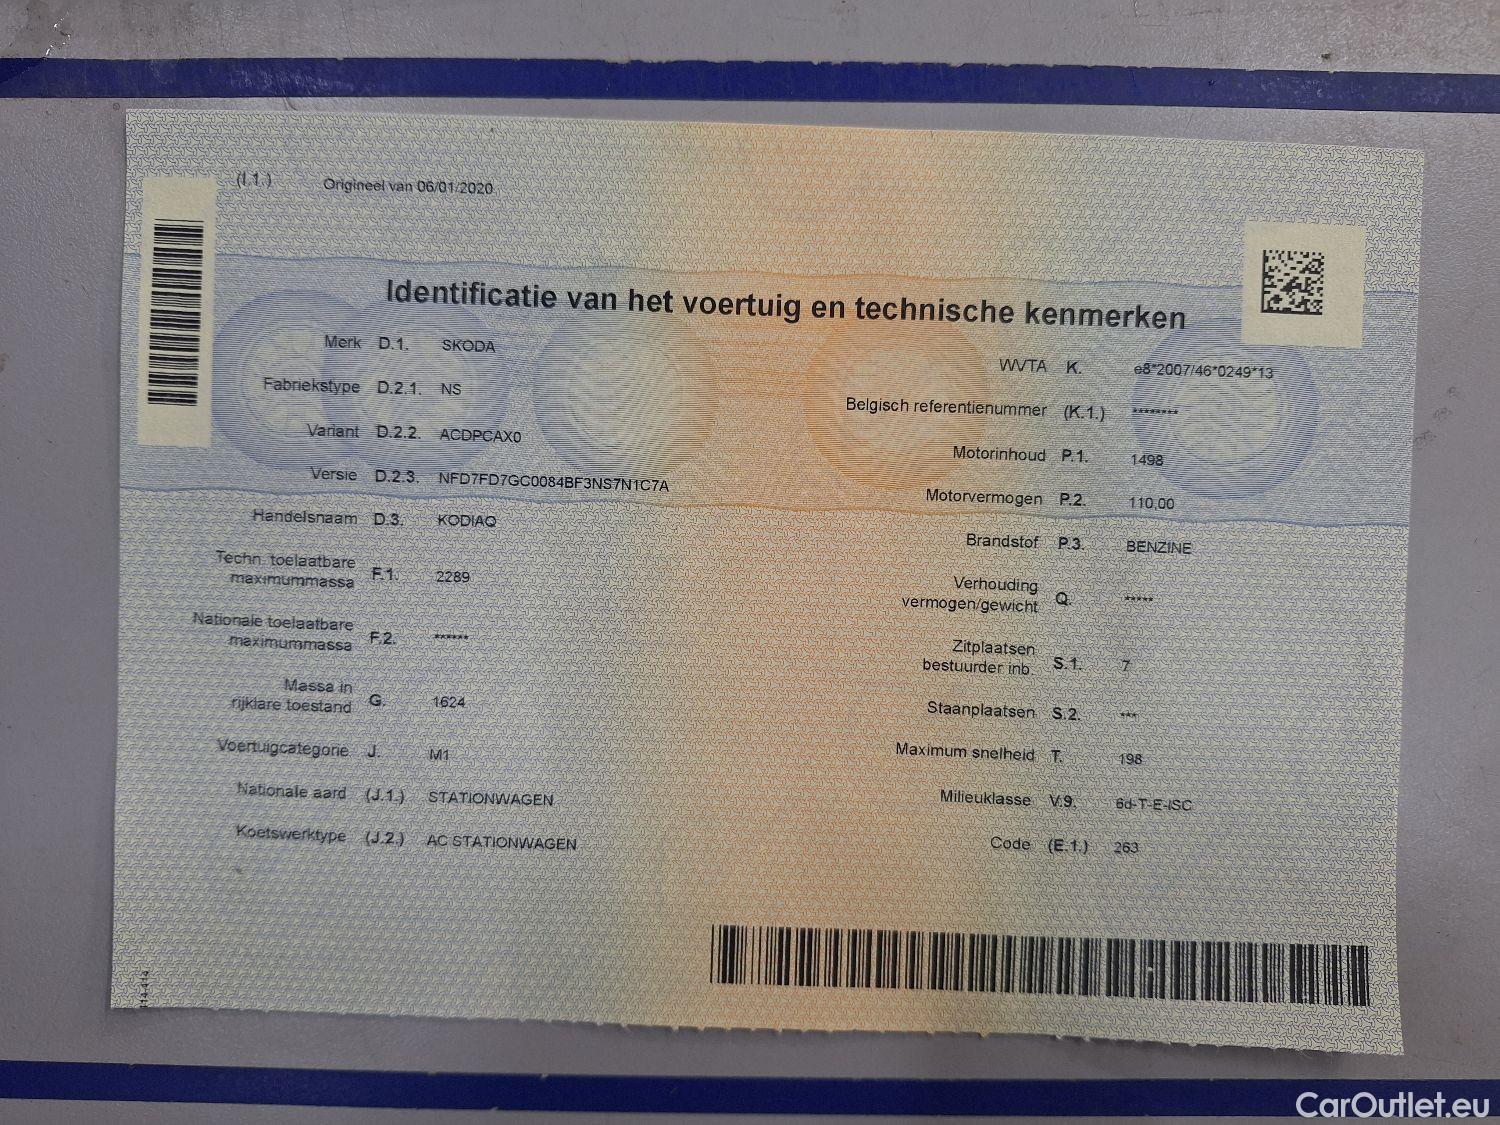 (I.1.) Origineel van 06/01/2020
Identificatie van het voertuig en technische kenmerken
Merk D.1. SKODA
Fabriekstype D.2.1. NS
Variant D.2.2. ACDPCAX0
Versie D.2.3. NFD7FD7GC0084BF3NS7N1C7A
Handelsnaam D.3. KODIAQ
Techn. toelaatbare
maximummassa F.1. 2289
Nationale toelaatbare
maximummassa F.2. ******
Massa in
rijklare toestand G. 1624
Voertuigcategorie J. M1
Nationale aard (J.1.) STATIONWAGEN
Koetswerktype (J.2.) AC STATIONWAGEN
WVTA K. e8*2007/46*0249*13
Belgisch referentienummer (K.1.) ********
Motorinhoud P.1. 1498
Motorvermogen P.2. 110,00
Brandstof P.3. BENZINE
Verhouding
vermogen/gewicht Q. *****
Zitplaatsen
bestuurder inb. S.1. 7
Staanplaatsen S.2. ***
Maximum snelheid T. 198
Milieuklasse V.9. 6d-T-E-ISC
Code (E.1.) 263
CarOutlet.eu